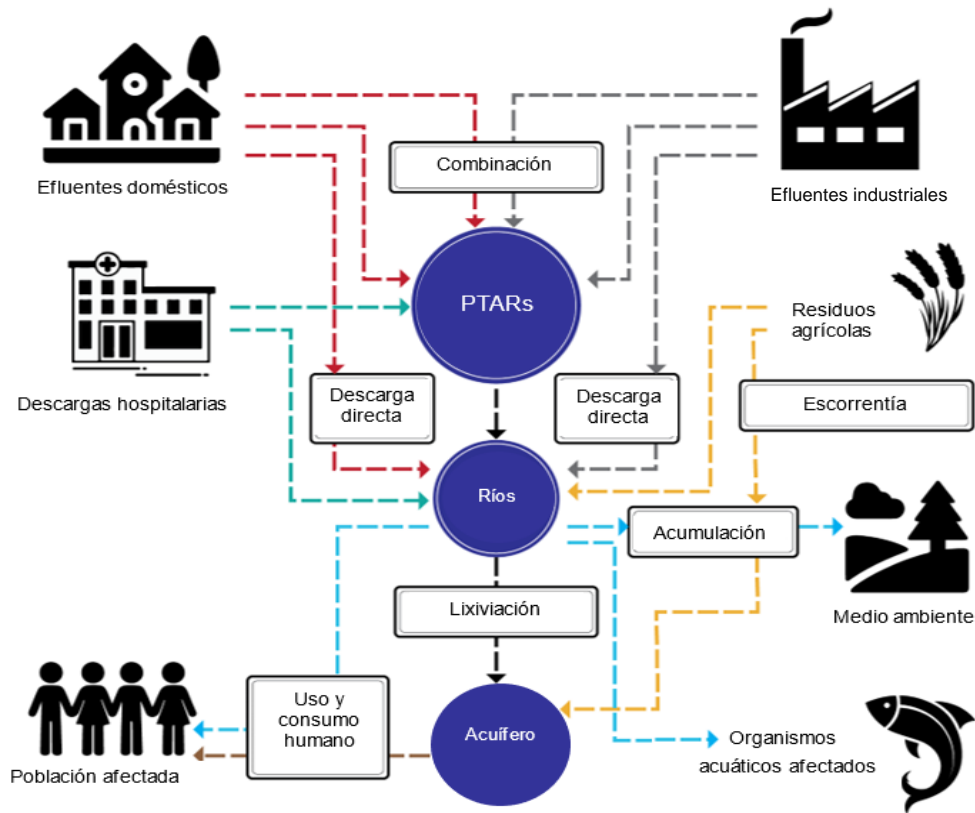 Efluentes domésticos
Combinación
Efluentes industriales
PTARs
Residuos
agrícolas
Descargas hospitalarias
Descarga
directa
Descarga
directa
Escorrentía
Ríos
Acumulación
Lixiviación
Medio ambiente
Uso y
consumo
humano
Acuífero
Organismos
acuáticos afectados
Población afectada